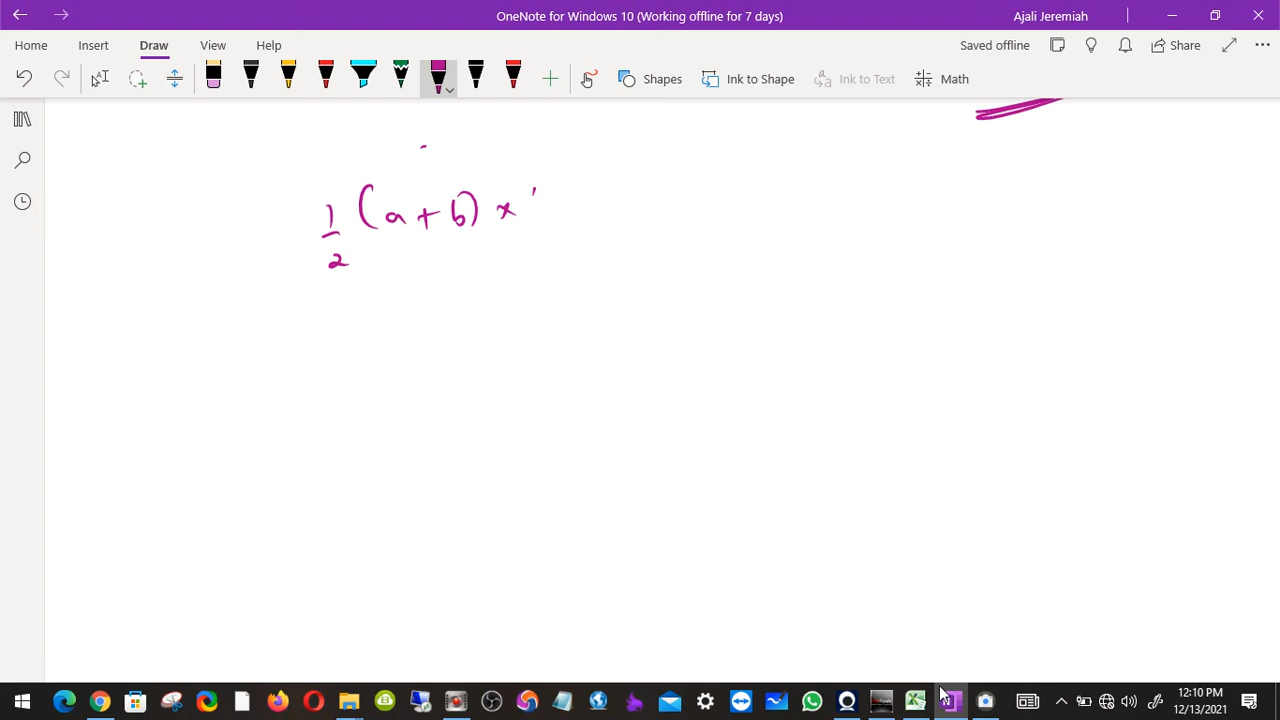 OneNote for Windows 10 (Working offline for 7 days)
Ajali Jeremiah
Home Insert Draw View Help
Saved offline
Share
Shapes
Ink to Shape
Ink to Text
Math
1/2 (a + b) x
12:10 PM
12/13/2021